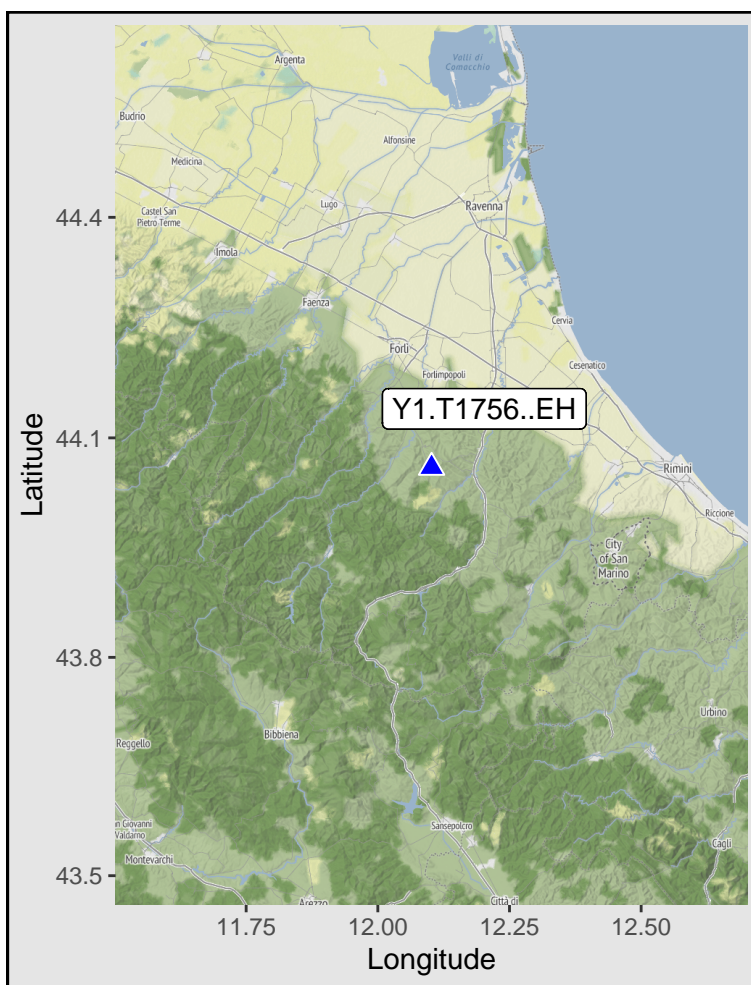 Valli di
Comacchio
Argenta
Budrio
Alfonsine
Medicina
Lugo
Ravenna
Castel San
Pietro Terme
44.4
Imola
Faenza
Cervia
Forlì
Cesenatico
Forlimpopoli
Y1.T1756..EH
44.1
Rimini
Latitude
Riccione
City
of San
Marino
43.8
Urbino
Bibbiena
Reggello
an Giovanni
Valdarno
Sansepolcro
Cagli
Montevarchi
43.5
Arezzo
Città di
11.75
12.00
12.25
12.50
Longitude